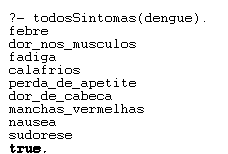 ?- todosSintomas(dengue).
febre
dor_nos_musculos
fadiga
calafrios
perda_de_apetite
dor_de_cabeca
manchas_vermelhas
nausea
sudorese
true.